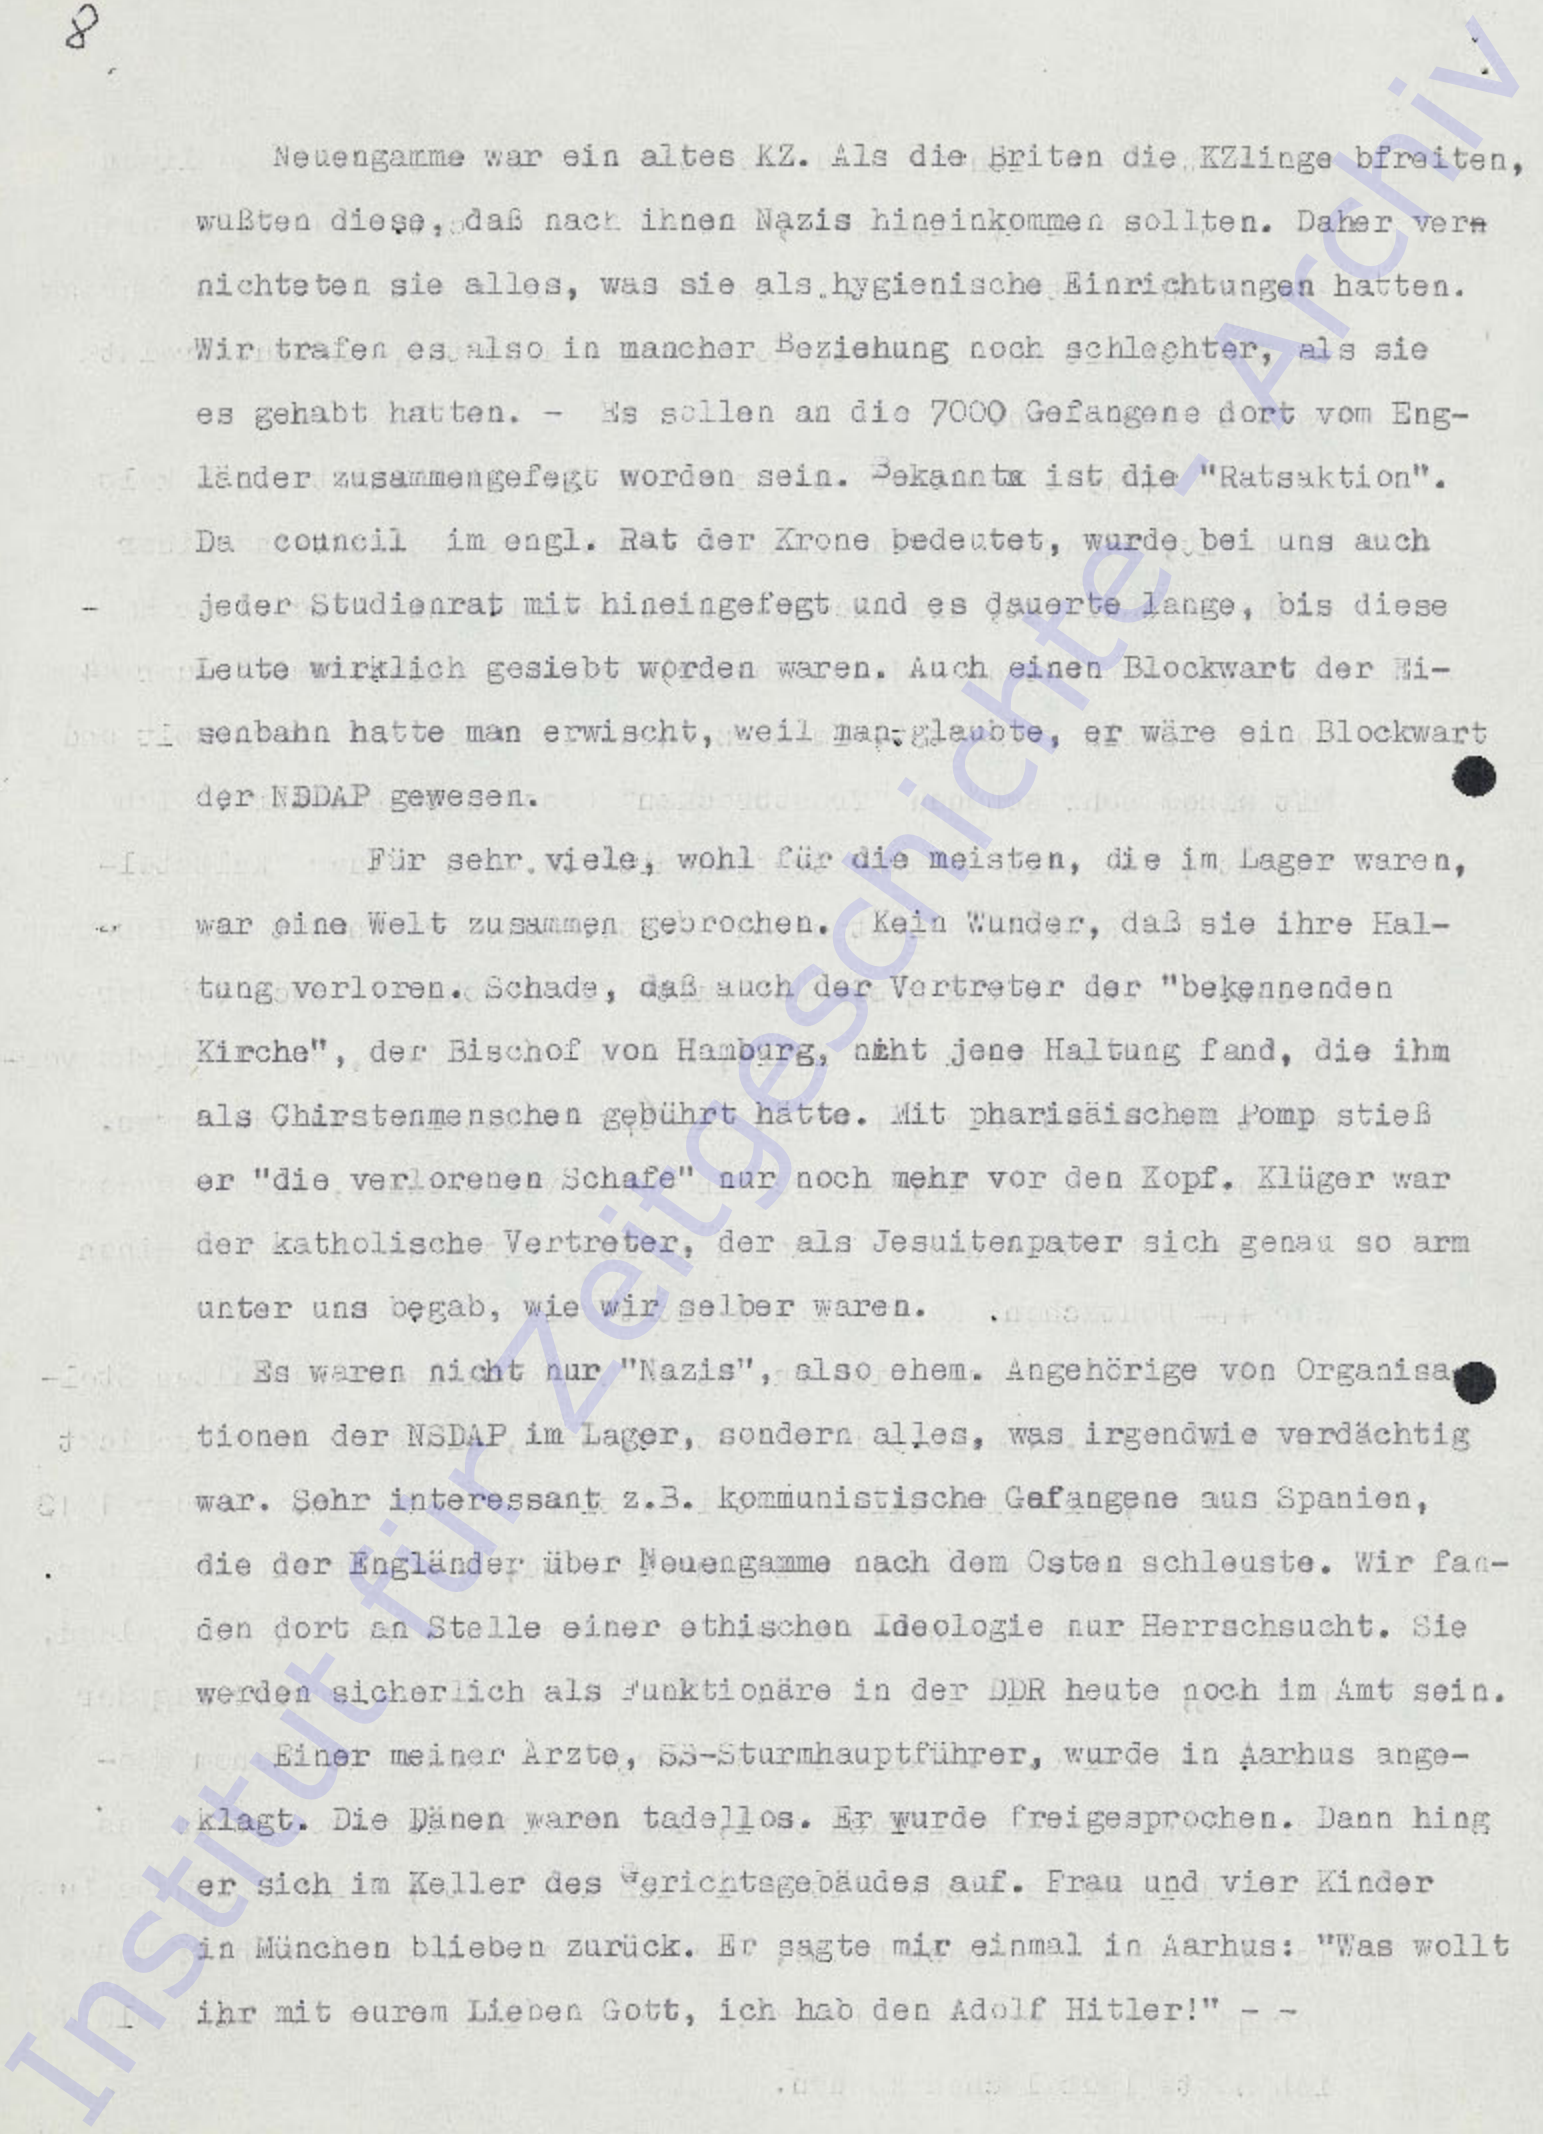 8
Neuengamme war ein altes KZ. Als die Briten die KZlinge bfreiten,
wußten diese, daß nach ihnen Nazis hineinkommen sollten. Daher ver-
nichteten sie alles, was sie als hygienische Einrichtungen hatten.
Wir trafen es also in mancher Beziehung noch schlechter, als sie
es gehabt hatten. - Es sollen an die 7000 Gefangene dort vom Eng-
länder zusammengefegt worden sein. Bekanntx ist die "Ratsaktion".
Da council im engl. Rat der Krone bedeutet, wurde bei uns auch
jeder Studienrat mit hineingefegt und es dauerte lange, bis diese
Leute wirklich gesiebt worden waren. Auch einen Blockwart der Ei-
senbahn hatte man erwischt, weil man glaubte, er wäre ein Blockwart
der NDDAP gewesen.
Für sehr viele, wohl für die meisten, die im Lager waren,
war eine Welt zusammen gebrochen. Kein Wunder, daß sie ihre Hal-
tung verloren. Schade, daß auch der Vertreter der "bekennenden
Kirche", der Bischof von Hamburg, nicht jene Haltung fand, die ihm
als Chirstenmenschen gebührt hätte. Mit pharisäischem Pomp stieß
er "die verlorenen Schafe" nur noch mehr vor den Kopf. Klüger war
der katholische Vertreter, der als Jesuitenpater sich genau so arm
unter uns begab, wie wir selber waren.
Es waren nicht nur "Nazis", also ehem. Angehörige von Organisa-
tionen der NSDAP im Lager, sondern alles, was irgendwie verdächtig
war. Sehr interessant z.B. kommunistische Gefangene aus Spanien,
die der Engländer über Neuengamme nach dem Osten schleuste. Wir fan-
den dort an Stelle einer ethischen Ideologie nur Herrschsucht. Sie
werden sicherlich als Funktionäre in der DDR heute noch im Amt sein.
Einer meiner Ärzte, SS-Sturmhauptführer, wurde in Aarhus ange-
klagt. Die Dänen waren tadellos. Er wurde freigesprochen. Dann hing
er sich im Keller des Gerichtsgebäudes auf. Frau und vier Kinder
in München blieben zurück. Er sagte mir einmal in Aarhus: "Was wollt
ihr mit eurem Lieben Gott, ich hab den Adolf Hitler!" - -
Institut für Zeitgeschichte - Archiv